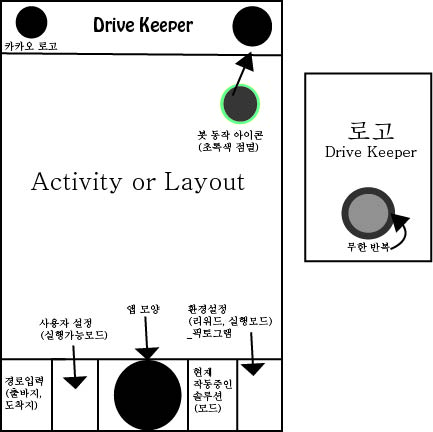 Drive Keeper
카카오 로고
봇 동작 아이콘
(초록색 점멸)
Activity or Layout
로고
Drive Keeper
무한 반복
사용자 설정
(실행가능모드)
앱 모양
환경설정
(리워드, 실행모드)
_픽토그램
경로입력
(출바지,
도착지)
현재
작동중인
솔루션
(모드)